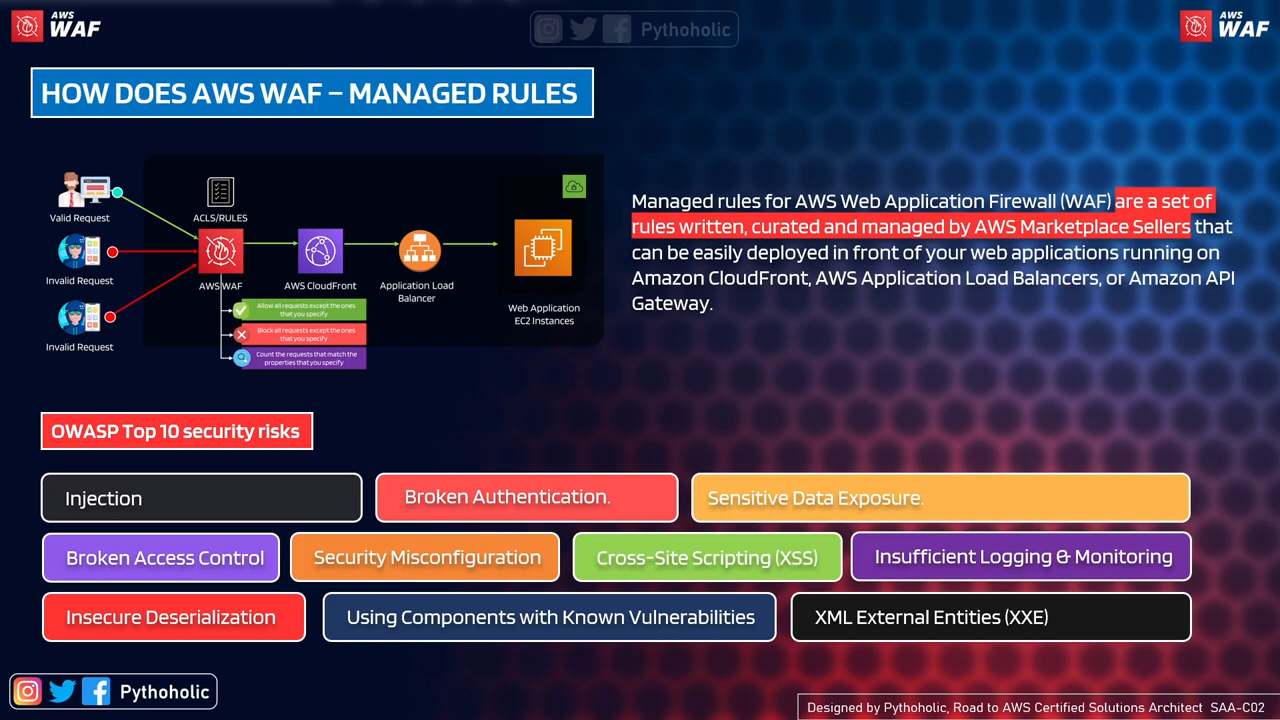 AWS
WAF
Pythoholic
AWS
WAF
HOW DOES AWS WAF – MANAGED RULES
Valid Request
Invalid Request
Invalid Request
ACLS/RULES
AWS WAF
AWS CloudFront
Application Load
Balancer
Web Application
EC2 Instances
Allow all requests except the ones
that you specify
Block all requests except the ones
that you specify
Count the requests that match the
properties that you specify
Managed rules for AWS Web Application Firewall (WAF) are a set of
rules written, curated and managed by AWS Marketplace Sellers that
can be easily deployed in front of your web applications running on
Amazon CloudFront, AWS Application Load Balancers, or Amazon API
Gateway.
OWASP Top 10 security risks
Injection
Broken Authentication.
Sensitive Data Exposure.
Broken Access Control
Security Misconfiguration
Cross-Site Scripting (XSS)
Insufficient Logging & Monitoring
Insecure Deserialization
Using Components with Known Vulnerabilities
XML External Entities (XXE)
Pythoholic
Designed by Pythoholic, Road to AWS Certified Solutions Architect SAA-C02